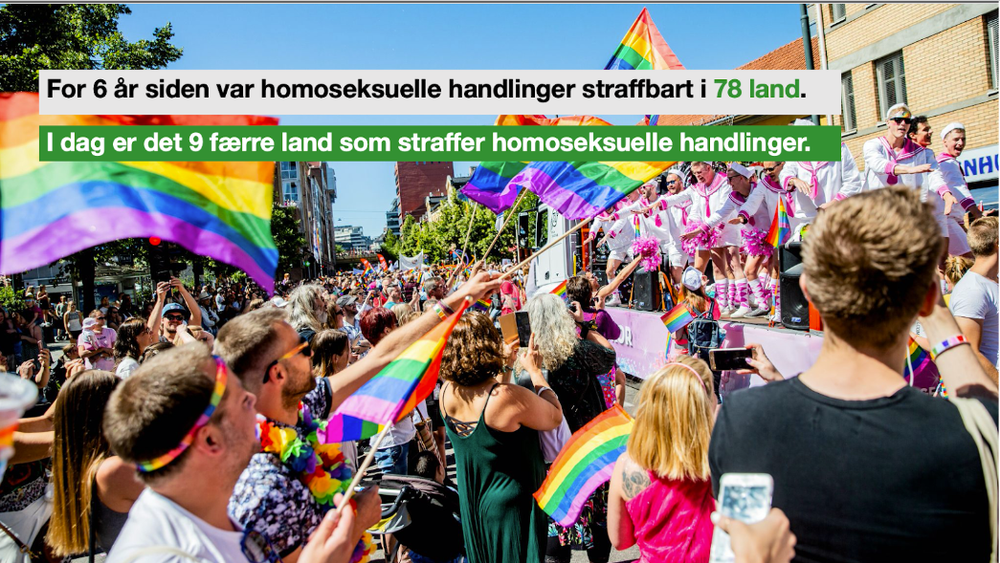 For 6 år siden var homoseksuelle handlinger straffbart i 78 land.
I dag er det 9 færre land som straffer homoseksuelle handlinger.